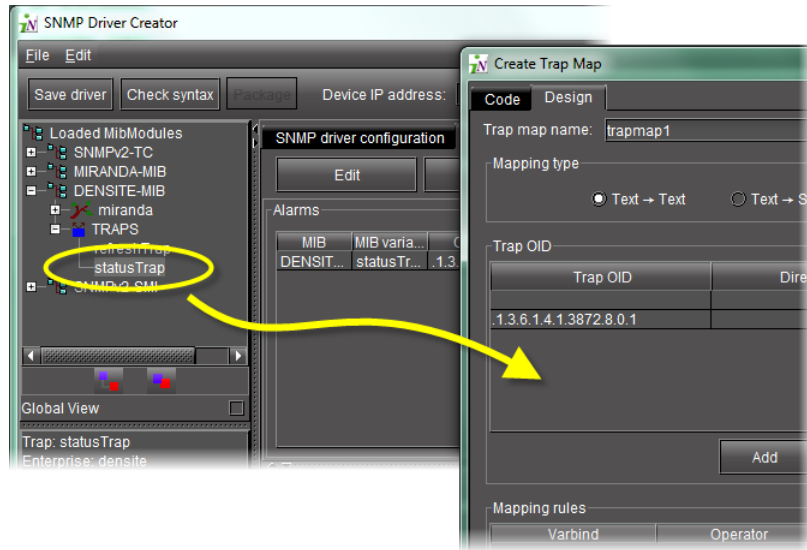 SNMP Driver Creator
File Edit
Save driver Check syntax Package Device IP address:
Loaded MibModules
SNMPv2-TC
MIRANDA-MIB
DENSITE-MIB
miranda
TRAPS
refreshTrap
statusTrap
SNMPv2-SMI
Global View
Trap: statusTrap
Enterprise: densite
SNMP driver configuration
Edit
Alarms
MIB MIB varia...
DENSIT... statusTr... .1.3.
Create Trap Map
Code Design
Trap map name: trapmap1
Mapping type
Text → Text Text → S
Trap OID
Trap OID Dire
.1.3.6.1.4.1.3872.8.0.1
Add
Mapping rules
Varbind Operator